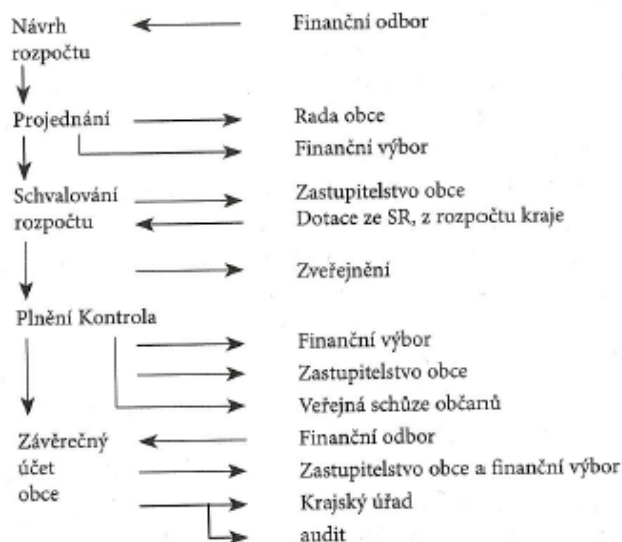 Návrh
rozpočtu
Finanční odbor
Projednání
Rada obce
Finanční výbor
Schvalování
rozpočtu
Zastupitelstvo obce
Dotace ze SR, z rozpočtu kraje
Zveřejnění
Plnění Kontrola
Finanční výbor
Zastupitelstvo obce
Veřejná schůze občanů
Závěrečný
účet
obce
Finanční odbor
Zastupitelstvo obce a finanční výbor
Krajský úřad
audit